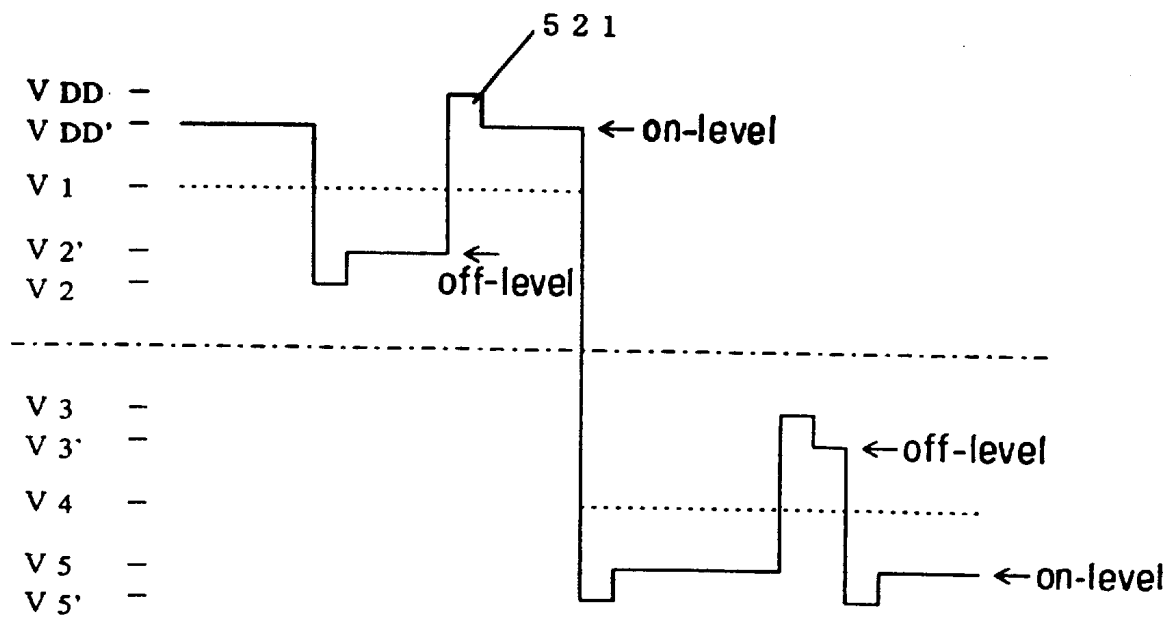 5 2 1
V DD
V DD'
← on-level
V 1
V 2'
←
off-level
V 2
V 3
V 3'
← off-level
V 4
V 5
← on-level
V 5'